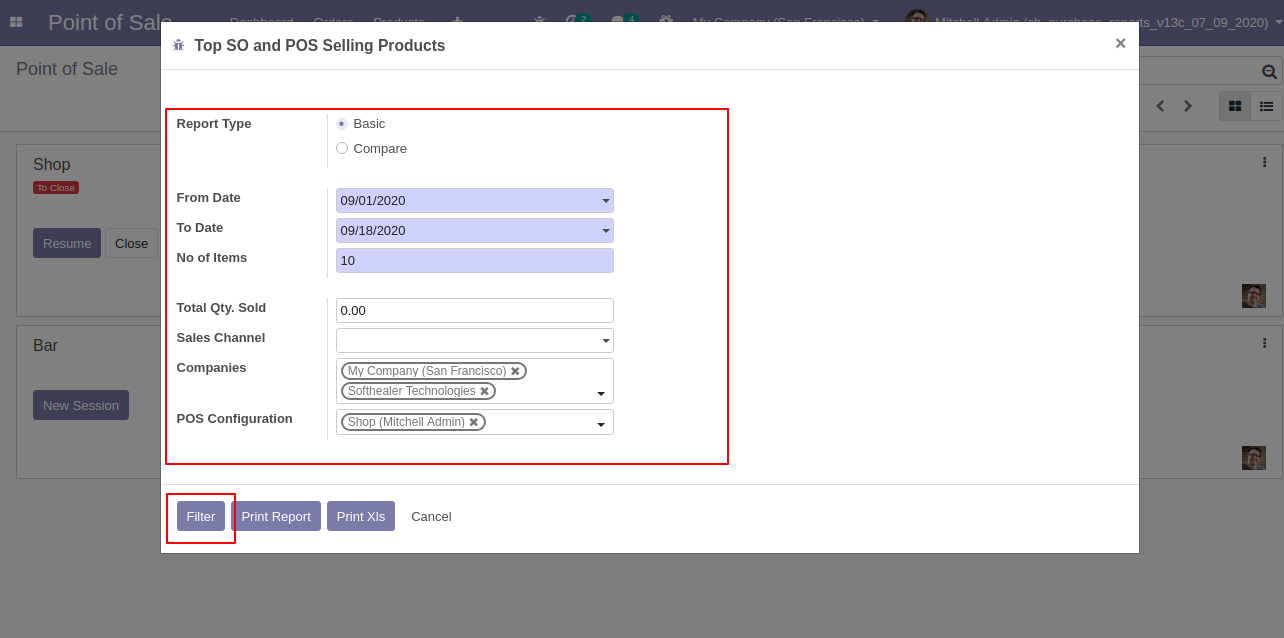 Point of Sale
Dashboard Orders Products 2 4 My Company (San Francisco) Mitchell Admin (sh_purchase_reports_v13c_07_09_2020)
Top SO and POS Selling Products
Point of Sale
Report Type
Basic
Compare
Shop
To Close
From Date 09/01/2020
To Date 09/18/2020
Resume Close
No of Items 10
Total Qty. Sold 0.00
Sales Channel
Bar
Companies My Company (San Francisco)
Softhealer Technologies
New Session
POS Configuration Shop (Mitchell Admin)
Filter Print Report Print Xls Cancel